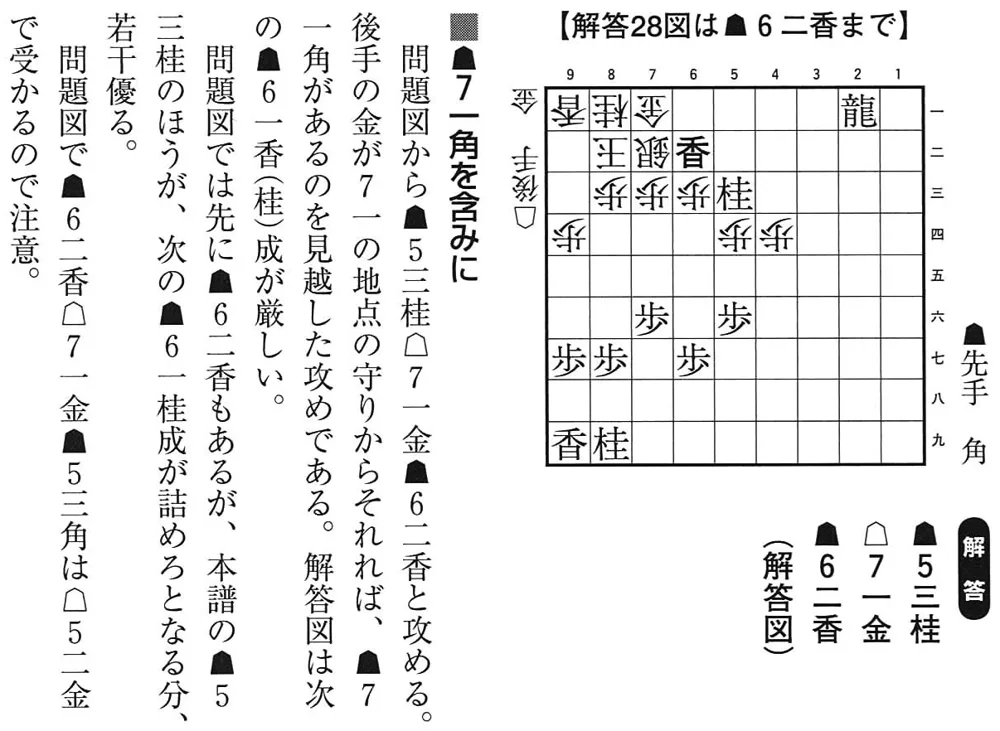 【解答28図は☗6二香まで】
9 8 7 6 5 4 3 2 1
香桂金龍一
王銀香二
歩歩歩桂三
歩歩歩四
五
歩歩六
歩歩歩七
八
香桂九
☖後手 金
☗先手 角
解答
☗5三桂
☖7一金
☗6二香
(解答図)
■☗7一角を含みに
問題図から☗5三桂☖7一金☗6二香と攻める。
後手の金が7一の地点の守りからそれれば、☗7
一角があるのを見越した攻めである。解答図は次
の☗6一香(桂)成が厳しい。
問題図では先に☗6二香もあるが、本譜の☗5
三桂のほうが、次の☗6一桂成が詰めろとなる分、
若干優る。
問題図で☗6二香☖7一金☗5三角は☖5二金
で受かるので注意。